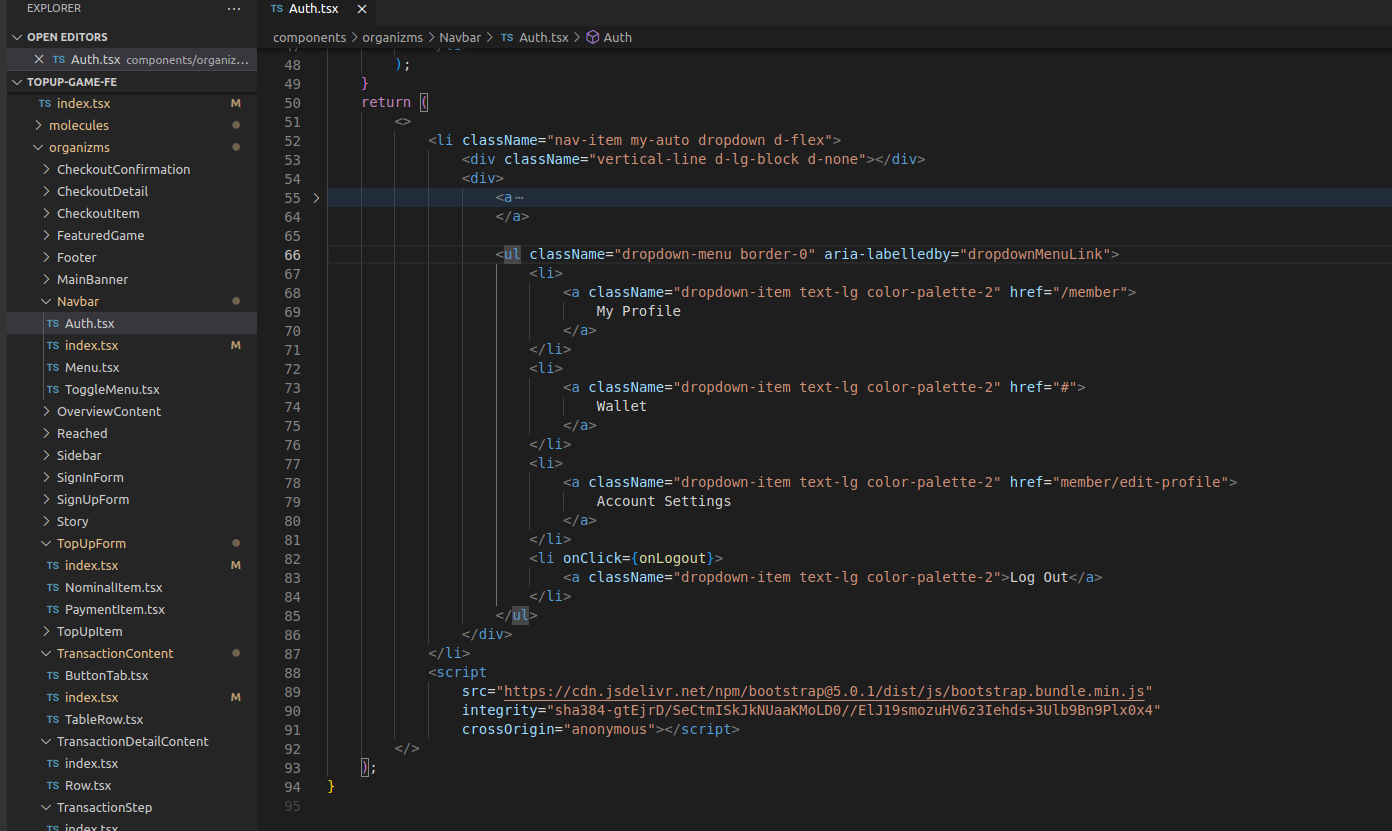 EXPLORER ···
OPEN EDITORS
TS Auth.tsx components/organiz...
TOPUP-GAME-FE
TS index.tsx M
molecules
organizms
CheckoutConfirmation
CheckoutDetail
CheckoutItem
FeaturedGame
Footer
MainBanner
Navbar
TS Auth.tsx
TS index.tsx M
TS Menu.tsx
TS ToggleMenu.tsx
OverviewContent
Reached
Sidebar
SignInForm
SignUpForm
Story
TopUpForm
TS index.tsx M
TS NominalItem.tsx
TS PaymentItem.tsx
TopUpItem
TransactionContent
TS ButtonTab.tsx
TS index.tsx M
TS TableRow.tsx
TransactionDetailContent
TS index.tsx
TS Row.tsx
TransactionStep
TS index.tsx
TS Auth.tsx
components > organizms > Navbar > TS Auth.tsx > Auth
47 </li>
48 );
49 }
50 return (
51 <>
52 <li className="nav-item my-auto dropdown d-flex">
53 <div className="vertical-line d-lg-block d-none"></div>
54 <div>
55 <a···
64 </a>
65
66 <ul className="dropdown-menu border-0" aria-labelledby="dropdownMenuLink">
67 <li>
68 <a className="dropdown-item text-lg color-palette-2" href="/member">
69 My Profile
70 </a>
71 </li>
72 <li>
73 <a className="dropdown-item text-lg color-palette-2" href="#">
74 Wallet
75 </a>
76 </li>
77 <li>
78 <a className="dropdown-item text-lg color-palette-2" href="member/edit-profile">
79 Account Settings
80 </a>
81 </li>
82 <li onClick={onLogout}>
83 <a className="dropdown-item text-lg color-palette-2">Log Out</a>
84 </li>
85 </ul>
86 </div>
87 </li>
88 <script
89 src="https://cdn.jsdelivr.net/npm/bootstrap@5.0.1/dist/js/bootstrap.bundle.min.js"
90 integrity="sha384-gtEjrD/SeCtmISkJkNUaaKMoLD0//ElJ19smozuHV6z3Iehds+3Ulb9Bn9Plx0x4"
91 crossOrigin="anonymous"></script>
92 </>
93 );
94 }
95